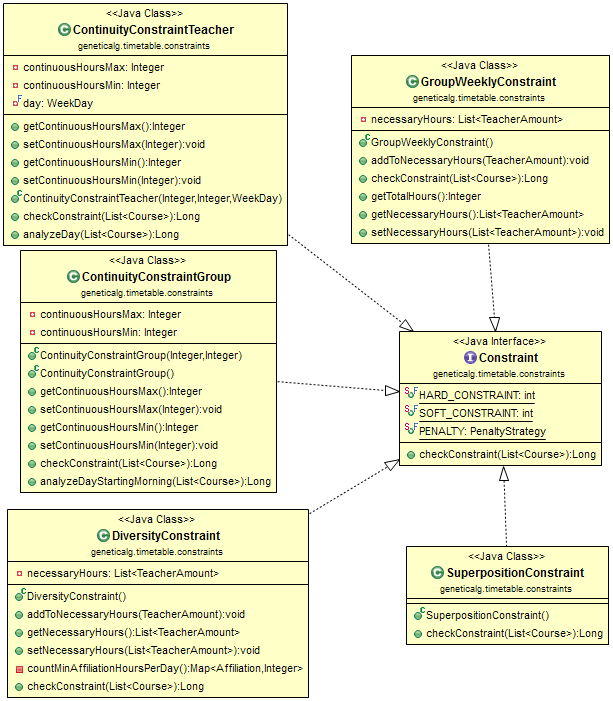 <<Java Class>>
ContinuityConstraintTeacher
geneticalg.timetable.constraints
continuousHoursMax: Integer
continuousHoursMin: Integer
F day: WeekDay
getContinuousHoursMax():Integer
setContinuousHoursMax(Integer):void
getContinuousHoursMin():Integer
setContinuousHoursMin(Integer):void
C ContinuityConstraintTeacher(Integer,Integer,WeekDay)
checkConstraint(List<Course>):Long
analyzeDay(List<Course>):Long
<<Java Class>>
GroupWeeklyConstraint
geneticalg.timetable.constraints
necessaryHours: List<TeacherAmount>
C GroupWeeklyConstraint()
addToNecessaryHours(TeacherAmount):void
checkConstraint(List<Course>):Long
getTotalHours():Integer
getNecessaryHours():List<TeacherAmount>
setNecessaryHours(List<TeacherAmount>):void
<<Java Class>>
ContinuityConstraintGroup
geneticalg.timetable.constraints
continuousHoursMax: Integer
continuousHoursMin: Integer
C ContinuityConstraintGroup(Integer,Integer)
C ContinuityConstraintGroup()
getContinuousHoursMax():Integer
setContinuousHoursMax(Integer):void
getContinuousHoursMin():Integer
setContinuousHoursMin(Integer):void
checkConstraint(List<Course>):Long
analyzeDayStartingMorning(List<Course>):Long
<<Java Interface>>
I Constraint
geneticalg.timetable.constraints
S F HARD_CONSTRAINT: int
S F SOFT_CONSTRAINT: int
S F PENALTY: PenaltyStrategy
checkConstraint(List<Course>):Long
<<Java Class>>
DiversityConstraint
geneticalg.timetable.constraints
necessaryHours: List<TeacherAmount>
C DiversityConstraint()
addToNecessaryHours(TeacherAmount):void
getNecessaryHours():List<TeacherAmount>
setNecessaryHours(List<TeacherAmount>):void
countMinAffiliationHoursPerDay():Map<Affiliation,Integer>
checkConstraint(List<Course>):Long
<<Java Class>>
SuperpositionConstraint
geneticalg.timetable.constraints
C SuperpositionConstraint()
checkConstraint(List<Course>):Long